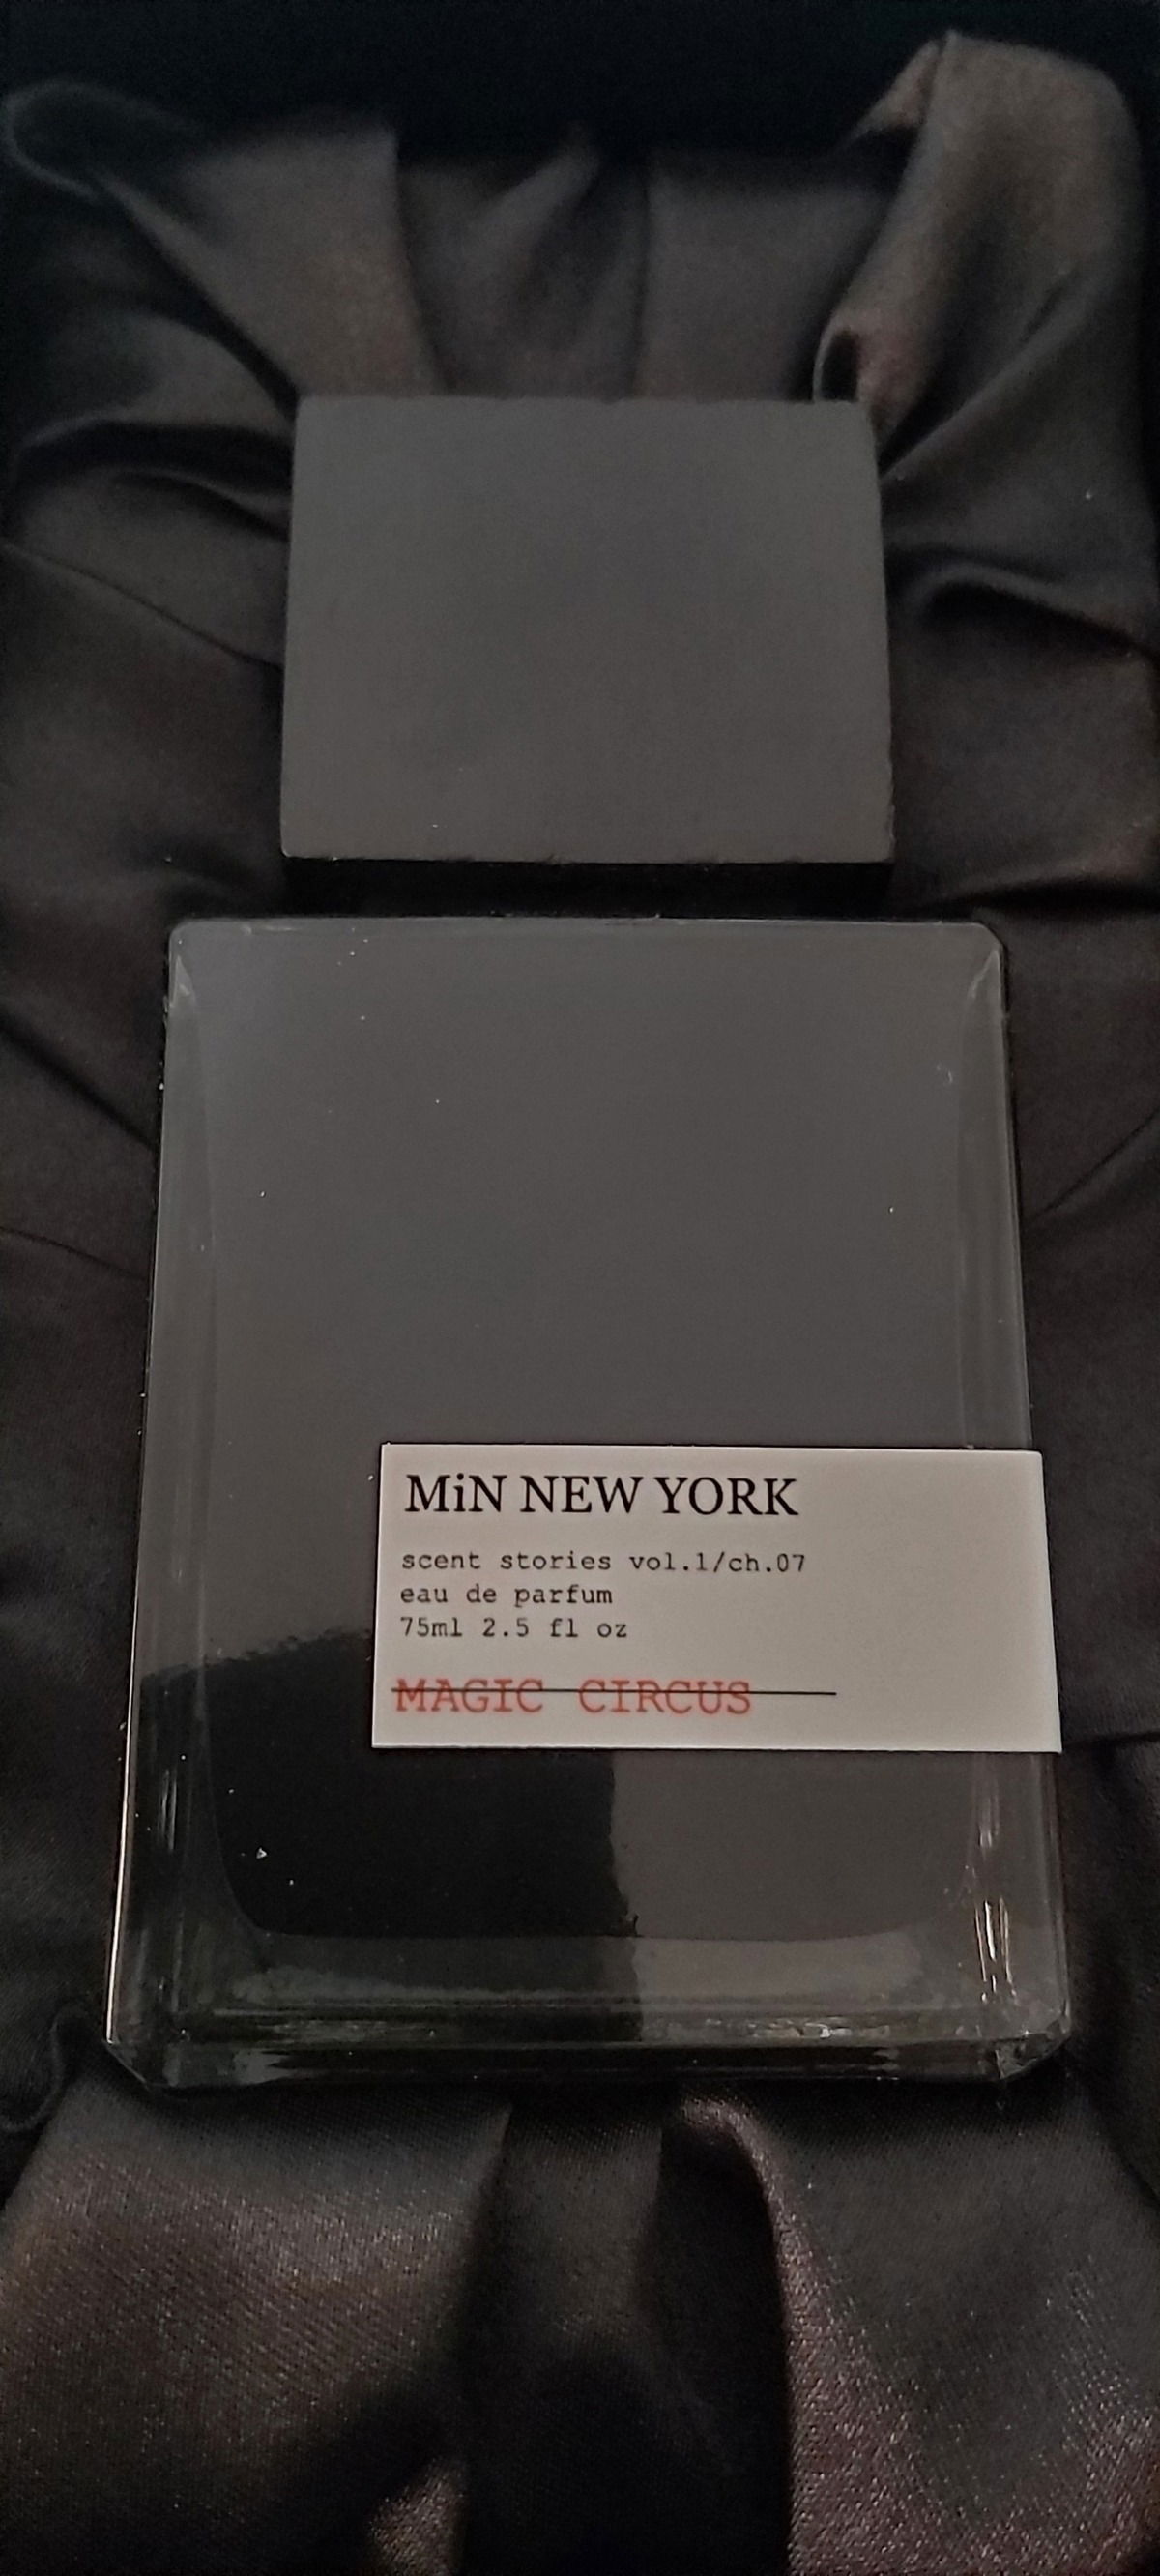 MiN NEW YORK
scent stories vol.1/ch.07
eau de parfum
75ml 2.5 fl oz
MAGIC CIRCUS